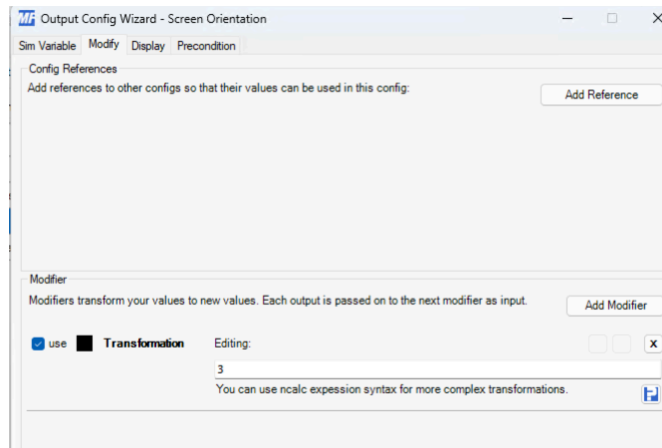 MF Output Config Wizard - Screen Orientation
Sim Variable Modify Display Precondition
Config References
Add references to other configs so that their values can be used in this config:
Add Reference
Modifier
Modifiers transform your values to new values. Each output is passed on to the next modifier as input.
Add Modifier
use Transformation Editing: X
3
You can use ncalc expession syntax for more complex transformations.